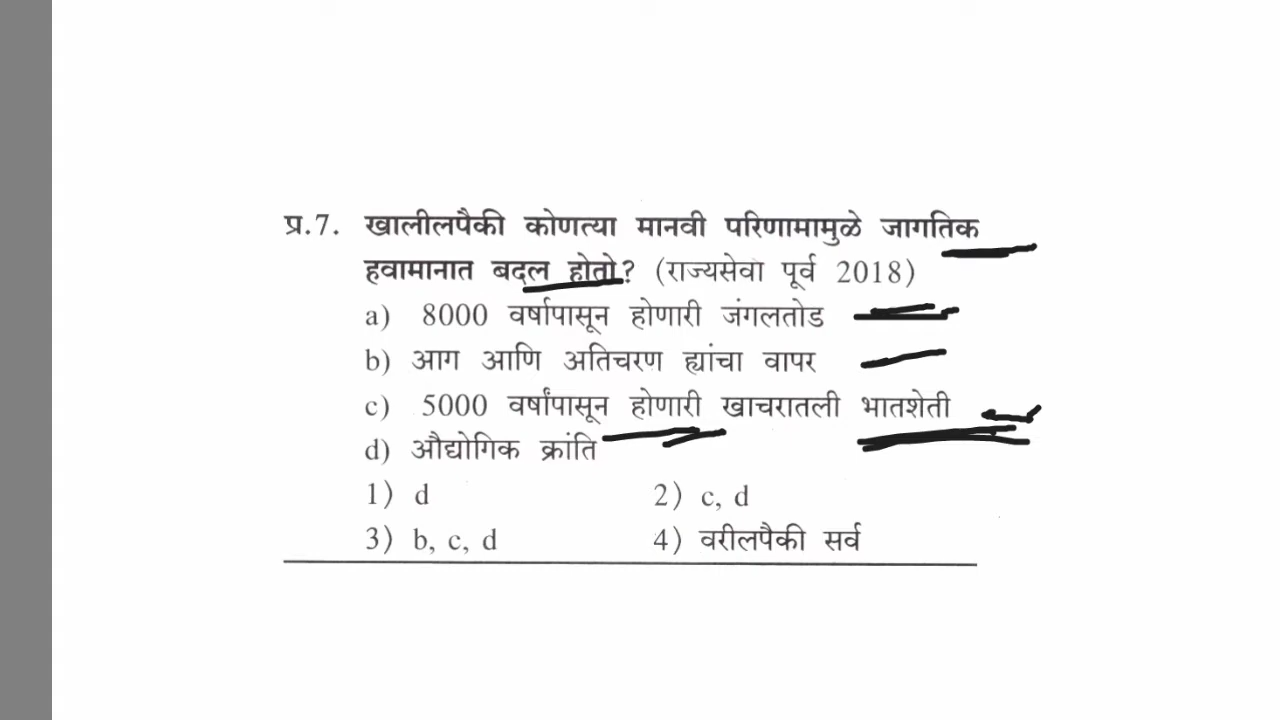 प्र.7. खालीलपैकी कोणत्या मानवी परिणामामुळे जागतिक
हवामानात बदल होतो? (राज्यसेवा पूर्व 2018)
a) 8000 वर्षापासून होणारी जंगलतोड
b) आग आणि अतिचरण ह्यांचा वापर
c) 5000 वर्षांपासून होणारी खाचरातली भातशेती
d) औद्योगिक क्रांति
1) d 2) c, d
3) b, c, d 4) वरीलपैकी सर्व